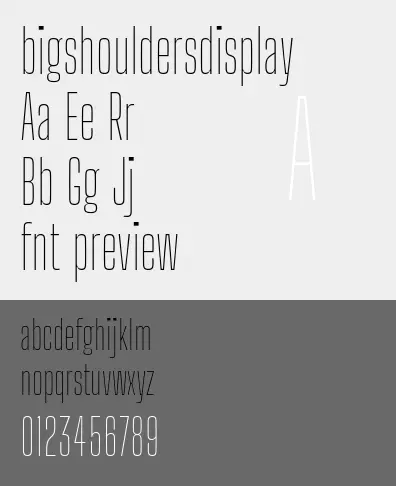 bigshouldersdisplay
Aa Ee Rr
A
Bb Gg Jj
fnt preview
abcdefghijklm
nopqrstuvwxyz
0123456789